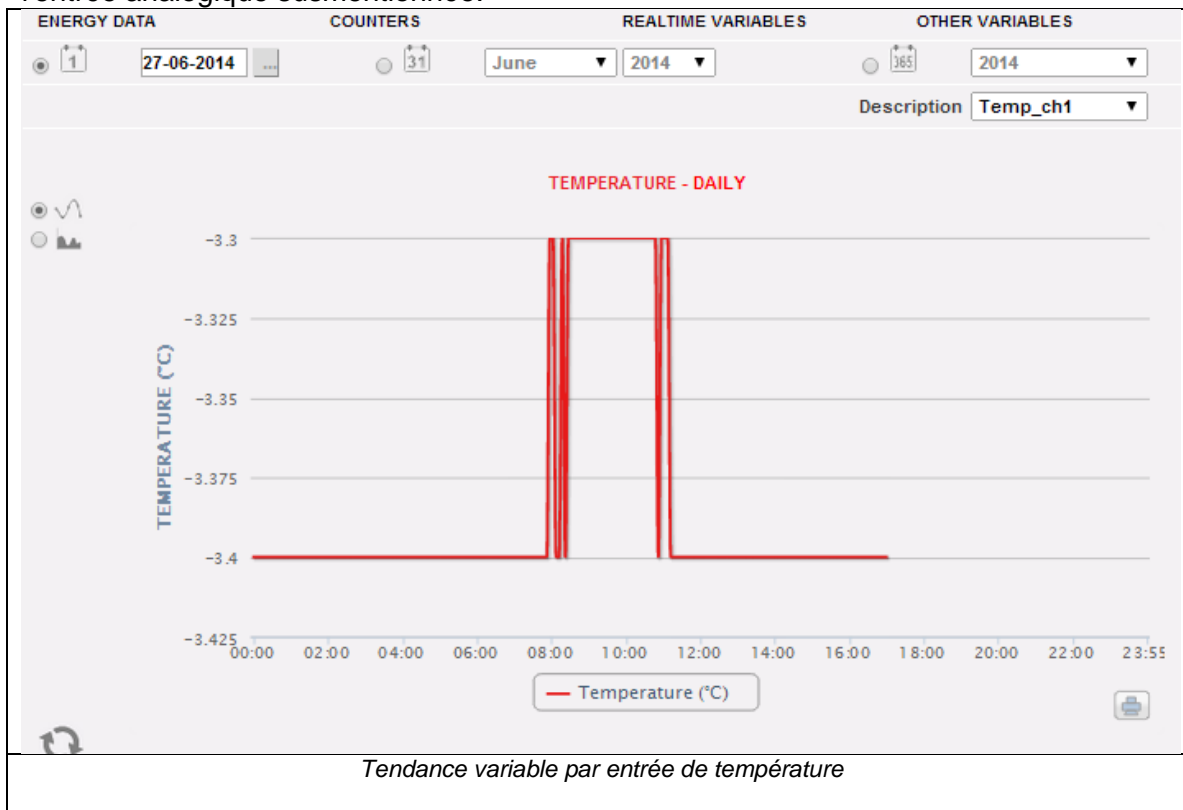 l'entrée analogique susmentionnée.
ENERGY DATA COUNTERS REALTIME VARIABLES OTHER VARIABLES
1 27-06-2014 ... 31 June 2014 365 2014
Description Temp_ch1
TEMPERATURE - DAILY
−3.3
−3.325
−3.35
−3.375
−3.4
−3.425
TEMPERATURE (°C)
00:00 02:00 04:00 06:00 08:00 10:00 12:00 14:00 16:00 18:00 20:00 22:00 23:55
Temperature (°C)
Tendance variable par entrée de température